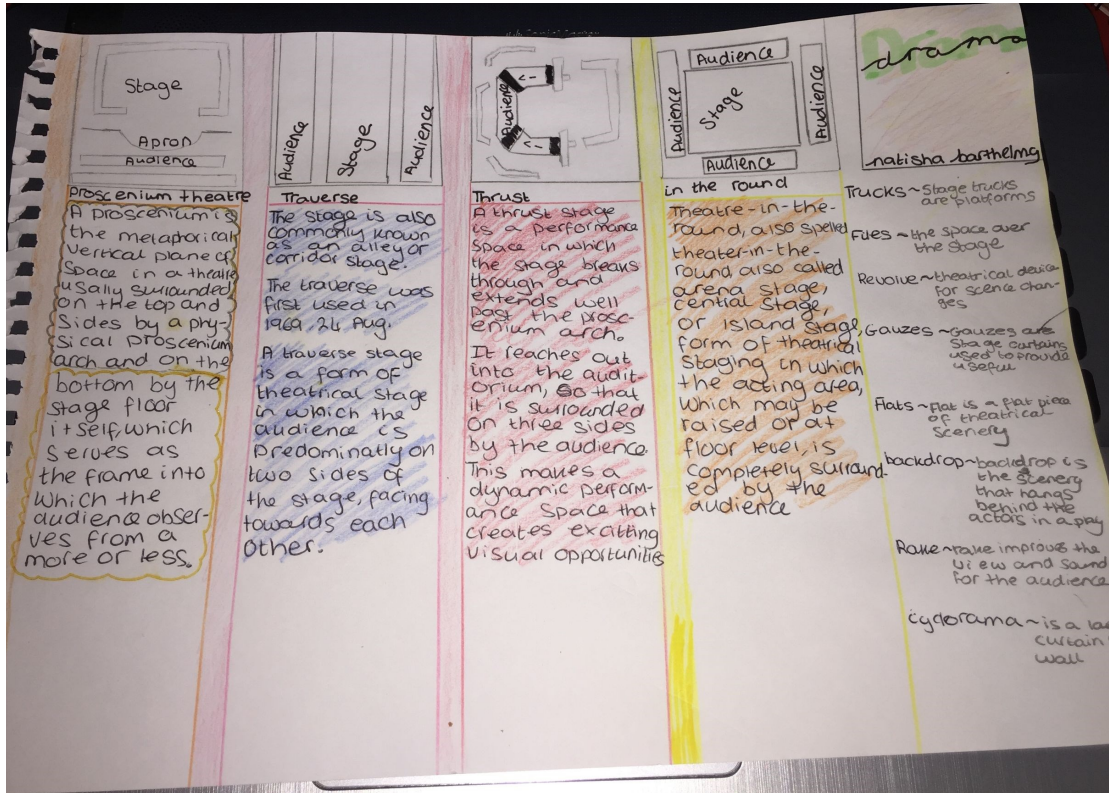 Stage
Apron
Audience
proscenium theatre
A proscenium is
the metaphorical
vertical plane of
space in a theatre
usally surrounded
on the top and
sides by a phy-
sical proscenium
arch and on the
bottom by the
stage floor
itself, which
serves as
the frame into
which the
audience obser-
ves from a
more or less.
Audience
Stage
Audience
Traverse
The stage is also
commonly known
as an alley or
corridor stage.
The traverse was
first used in
1969, 24 Aug.
A traverse stage
is a form of
theatrical stage
in which the
audience is
predominatly on
two sides of
the stage, facing
towards each
other.
Audience
Thrust
A thrust stage
is a performance
space in which
the stage breaks
through and
extends well
past the prosc-
enium arch.
It reaches out
into the audit-
orium, so that
it is surrounded
on three sides
by the audience.
This makes a
dynamic perform-
ance space that
creates excitting
visual opportunities
Audience
Audience
Stage
Audience
Audience
in the round
Theatre-in-the-
round, also spelled
theater-in-the-
round also called
arena stage,
central stage,
or island stage,
form of theatrical
staging in which
the acting area,
which may be
raised or at
floor level, is
completely surround-
ed by the
audience
drama
natisha
Trucks~Stage trucks
are platforms
Flies~the space over
the stage
Revolve~theatrical device
for scence chan-
ges
Gauzes~Gauzes are
stage curtains
used to provide
useful
Flats~Flat is a flat piece
of theatrical
scenery
backdrop~backdrop is
the scenery
that hangs
behind the
actors in a play
Rake~rake improves the
view and sound
for the audience
cyclorama~is a
curtain
wall